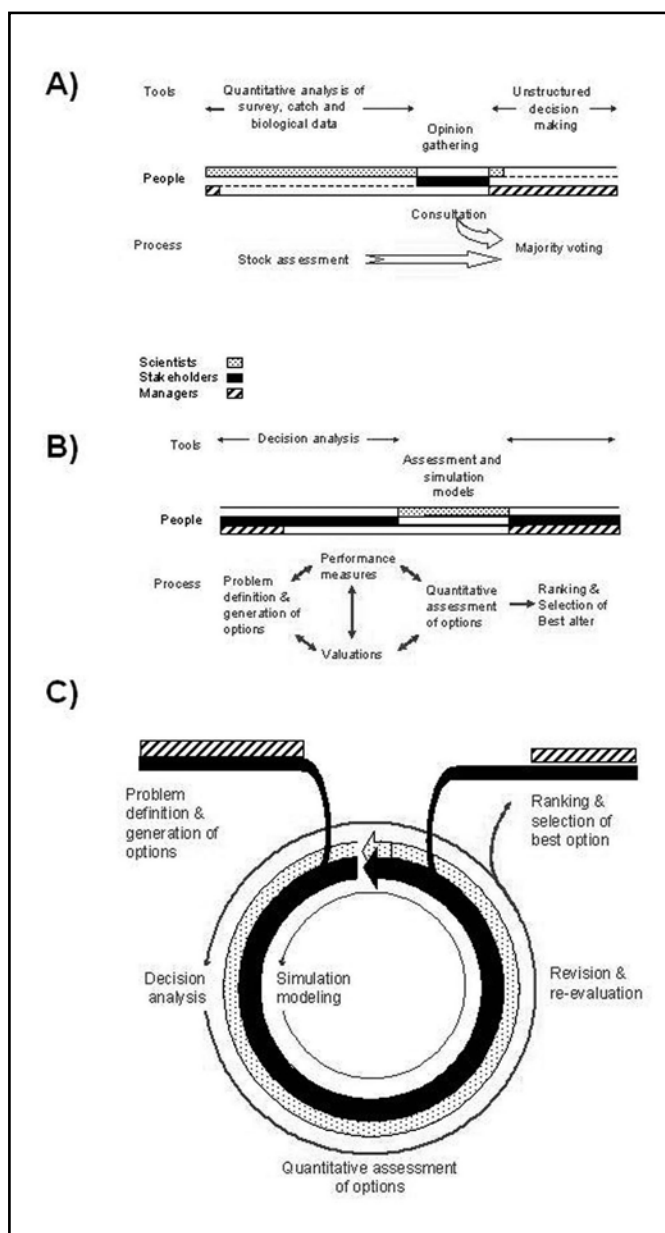 A)
Tools
Quantitative analysis of
survey, catch and
biological data
Opinion
gathering
Unstructured
decision
making
People
Process
Consultation
Stock assessment
Majority voting
Scientists
Stakeholders
Managers
B)
Tools
Decision analysis
Assessment and
simulation
models
People
Process
Performance
measures
Problem
definition &
generation of
options
Quantitative
assessment
of options
Ranking &
Selection of
Best alter
Valuations
C)
Problem
definition &
generation of
options
Ranking &
selection of
best option
Decision
analysis
Simulation
modeling
Revision &
re-evaluation
Quantitative assessment
of options